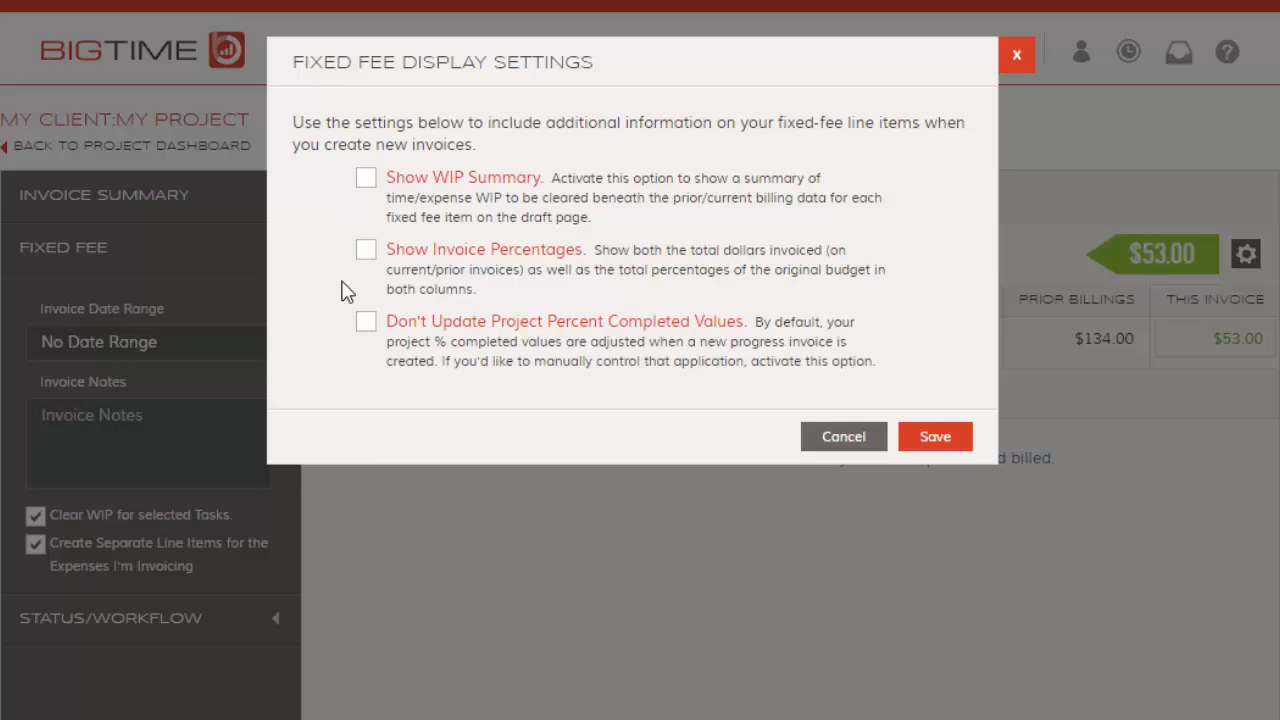 BIGTIME
MY CLIENT:MY PROJECT
BACK TO PROJECT DASHBOARD
INVOICE SUMMARY
FIXED FEE
Invoice Date Range
No Date Range
Invoice Notes
Invoice Notes
Clear WIP for selected Tasks.
Create Separate Line Items for the
Expenses I'm Invoicing
STATUS/WORKFLOW
FIXED FEE DISPLAY SETTINGS
X
?
Use the settings below to include additional information on your fixed-fee line items when
you create new invoices.
Show WIP Summary. Activate this option to show a summary of
time/expense WIP to be cleared beneath the prior/current billing data for each
fixed fee item on the draft page.
Show Invoice Percentages. Show both the total dollars invoiced (on
current/prior invoices) as well as the total percentages of the original budget in
both columns.
Don't Update Project Percent Completed Values. By default, your
project % completed values are adjusted when a new progress invoice is
created. If you'd like to manually control that application, activate this option.
Cancel Save
$53.00
PRIOR BILLINGS THIS INVOICE
$134.00 $53.00
billed.